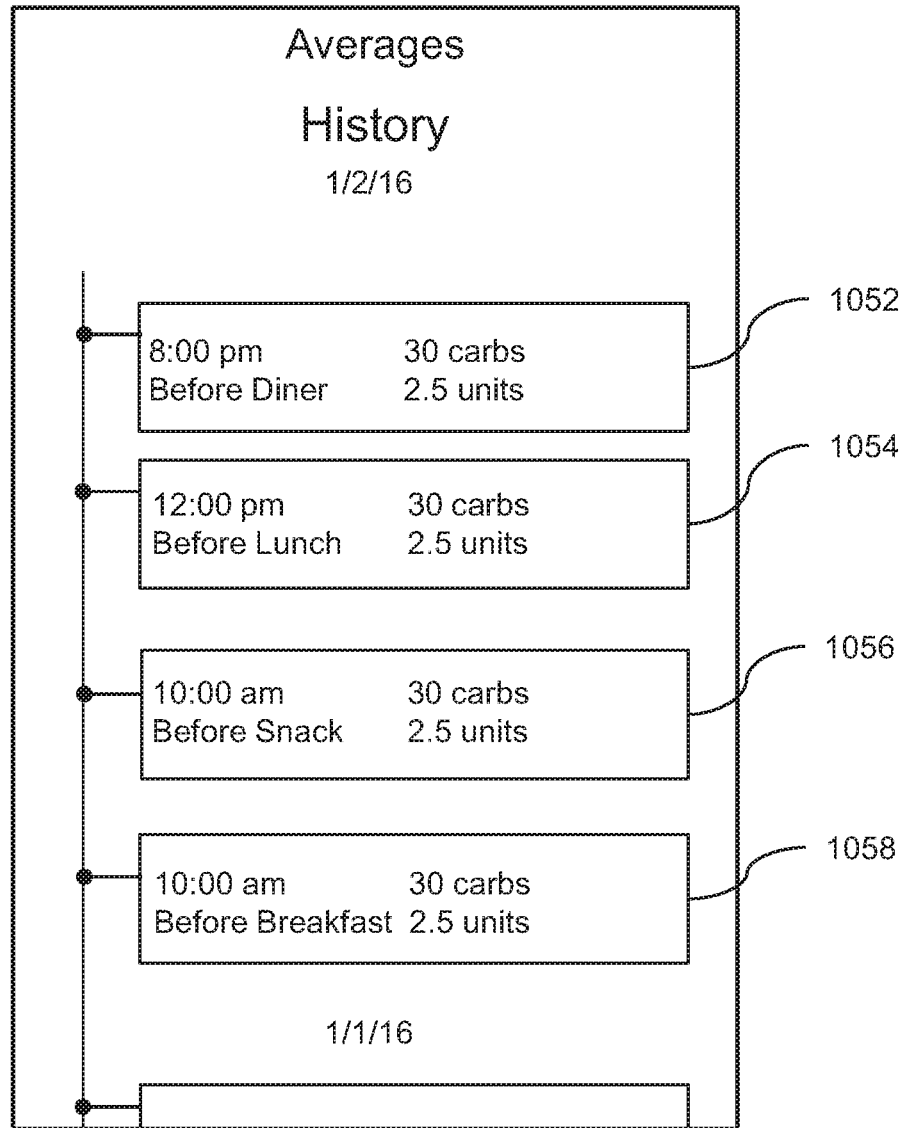 Averages
History
1/2/16
8:00 pm 30 carbs
Before Diner 2.5 units
1052
12:00 pm 30 carbs
Before Lunch 2.5 units
1054
10:00 am 30 carbs
Before Snack 2.5 units
1056
10:00 am 30 carbs
Before Breakfast 2.5 units
1058
1/1/16